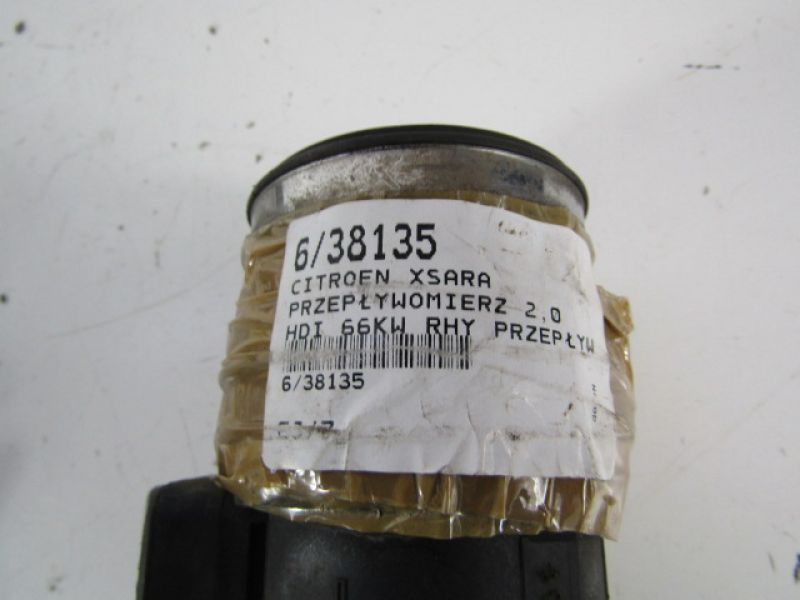 6/38135
CITROEN XSARA
PRZEPŁYWOMIERZ 2,0
HDI 66KW RHY PRZEPŁYW
6/38135